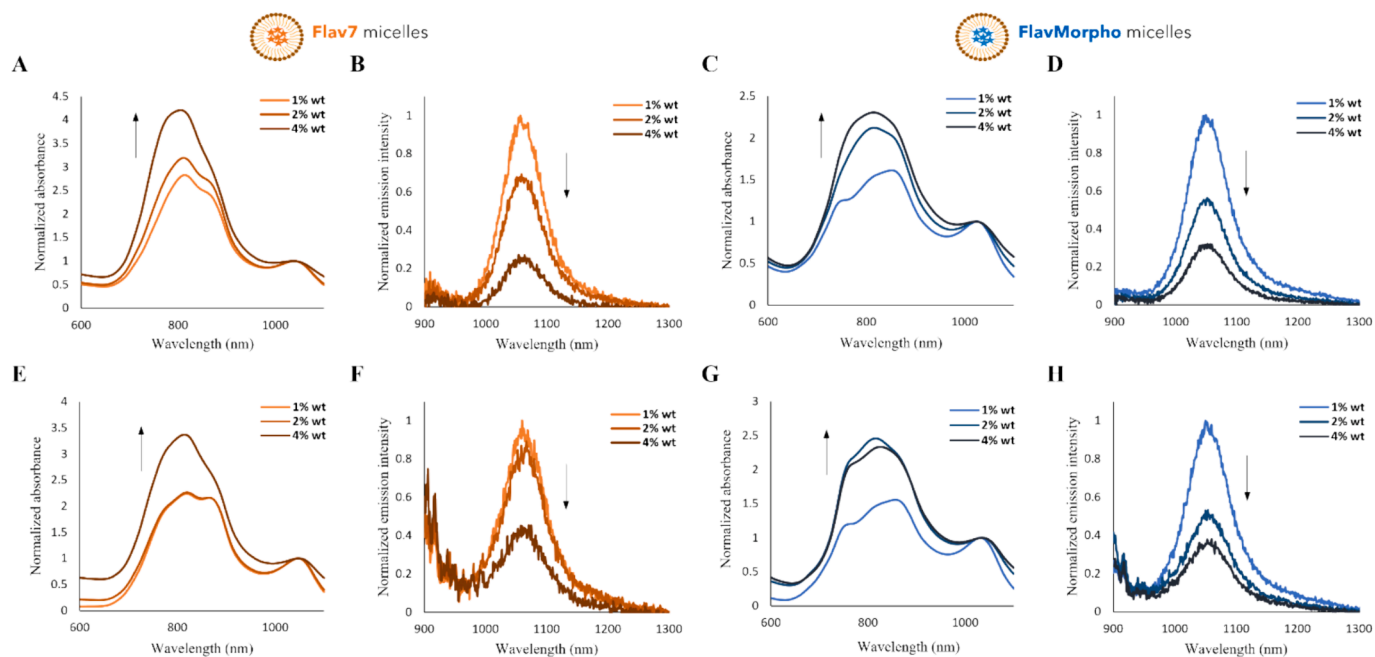 Flav7 micelles
FlavMorpho micelles
A
B
C
D
Normalized absorbance
4.5
4
3.5
3
2.5
2
1.5
1
0.5
0
600
800
1000
Wavelength (nm)
1% wt
2% wt
4% wt
Normalized emission intensity
1
0.8
0.6
0.4
0.2
0
900
1000
1100
1200
1300
Wavelength (nm)
1% wt
2% wt
4% wt
Normalized absorbance
2.5
2
1.5
1
0.5
0
600
800
1000
Wavelength (nm)
1% wt
2% wt
4% wt
Normalized emission intensity
1
0.8
0.6
0.4
0.2
0
900
1000
1100
1200
1300
Wavelength (nm)
1% wt
2% wt
4% wt
E
F
G
H
Normalized absorbance
4
3.5
3
2.5
2
1.5
1
0.5
0
600
800
1000
Wavelength (nm)
1% wt
2% wt
4% wt
Normalized emission intensity
1
0.8
0.6
0.4
0.2
0
900
1000
1100
1200
1300
Wavelength (nm)
1% wt
2% wt
4% wt
Normalized absorbance
3
2.5
2
1.5
1
0.5
0
600
800
1000
Wavelength (nm)
1% wt
2% wt
4% wt
Normalized emission intensity
1
0.8
0.6
0.4
0.2
0
900
1000
1100
1200
1300
Wavelength (nm)
1% wt
2% wt
4% wt